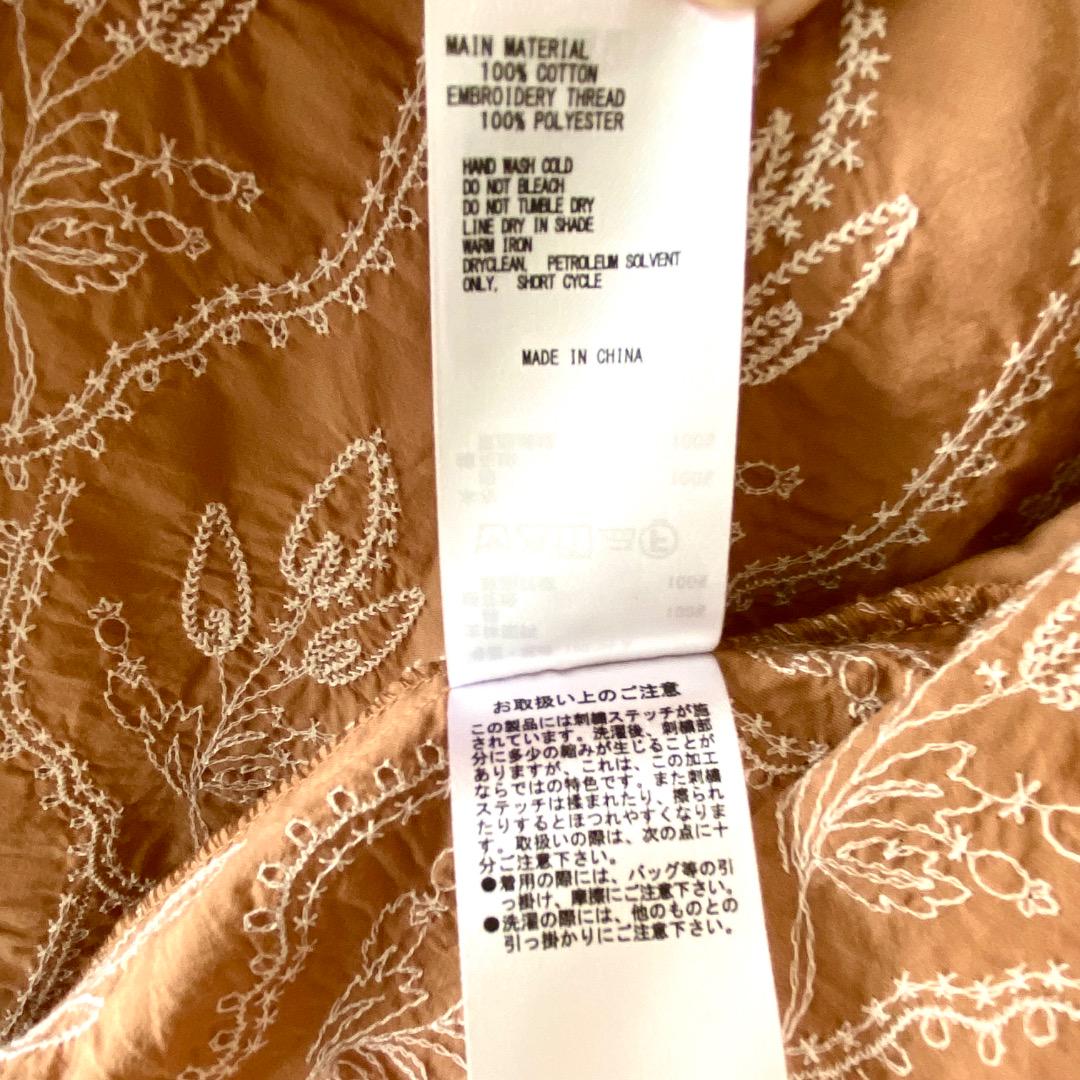 MAIN MATERIAL
100% COTTON
EMBROIDERY THREAD
100% POLYESTER
HAND WASH COLD
DO NOT BLEACH
DO NOT TUMBLE DRY
LINE DRY IN SHADE
WARM IRON
DRYCLEAN, PETROLEUM SOLVENT
ONLY, SHORT CYCLE
MADE IN CHINA
お取扱い上のご注意
この製品には刺繍ステッチが施
されています。洗濯後、刺繍部
分に多少の縮みが生じることが
ありますが、これは、この加工
ならではの特色です。また刺繍
ステッチは揉まれたり、擦られ
たりするとほつれやすくなりま
す。取扱いの際は、次の点に十
分ご注意下さい。
●着用の際には、バッグ等の引
っ掛け、摩擦にご注意下さい。
●洗濯の際には、他のものとの
引っ掛かりにご注意下さい。